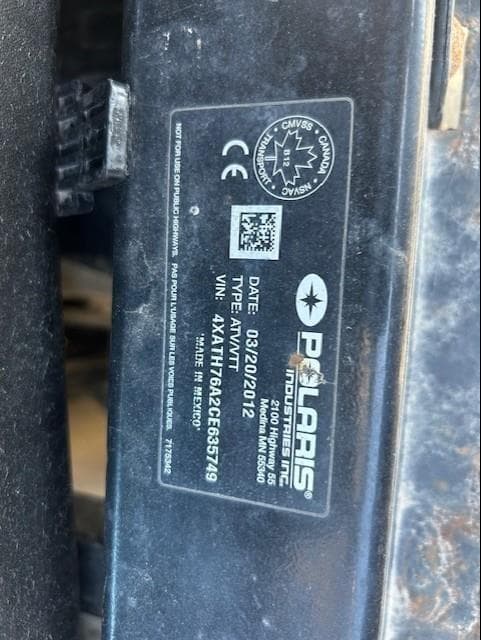 POLARIS®
INDUSTRIES INC.
2100 Highway 55
Medina MN 55340
DATE: 03/20/2012
TYPE: ATV/VTT
VIN: 4XATH76A2CE635749
*MADE IN MEXICO*
CMVSS • CANADA • NSVAC • TRANSPORT •
B12
CE
NOT FOR USE ON PUBLIC HIGHWAYS. PAS POUR L'USAGE SUR LES VOIES PUBLIQUES. 7175342